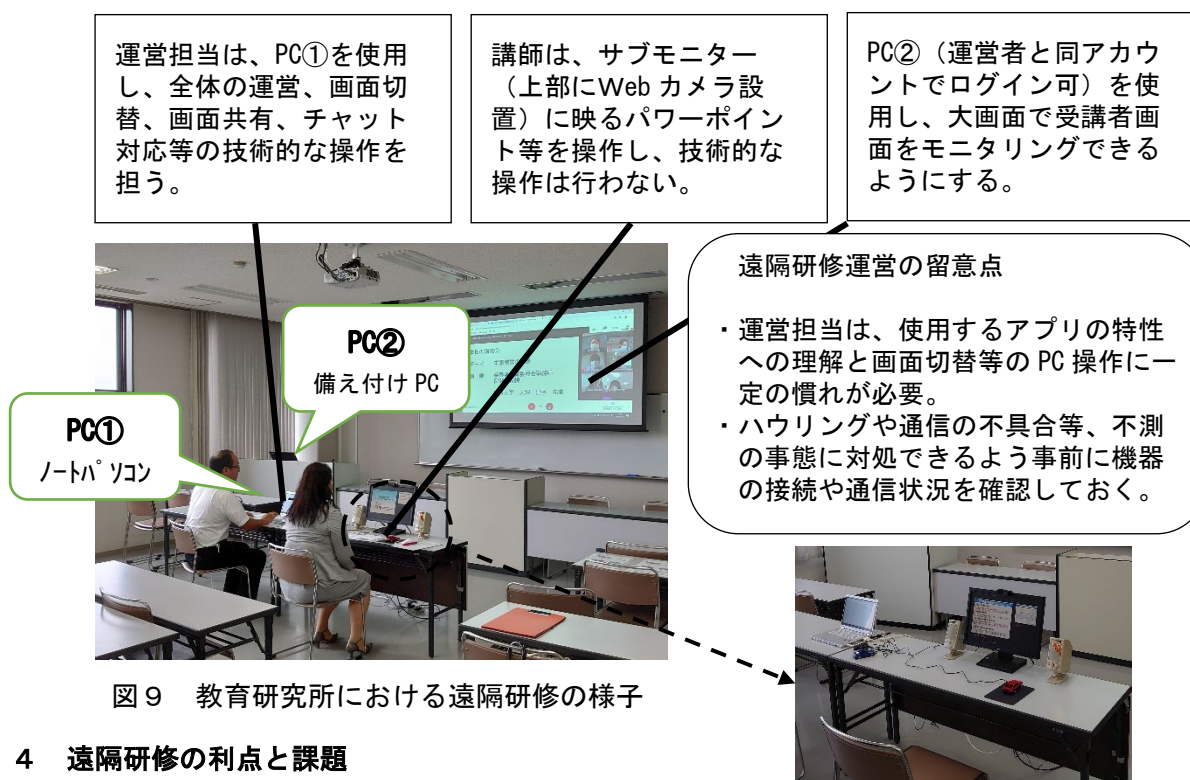 運営担当は、PC①を使用
し、全体の運営、画面切
替、画面共有、チャット
対応等の技術的な操作を
担う。
講師は、サブモニター
（上部にWeb カメラ設
置）に映るパワーポイン
ト等を操作し、技術的な
操作は行わない。
PC②（運営者と同アカウ
ントでログイン可）を使
用し、大画面で受講者画
面をモニタリングできる
ようにする。
遠隔研修運営の留意点
・運営担当は、使用するアプリの特性
への理解と画面切替等の PC 操作に一
定の慣れが必要。
・ハウリングや通信の不具合等、不測
の事態に対処できるよう事前に機器
の接続や通信状況を確認しておく。
PC②
備え付け PC
PC①
ﾉｰﾄﾊﾟｿｺﾝ
図９　教育研究所における遠隔研修の様子
４　遠隔研修の利点と課題